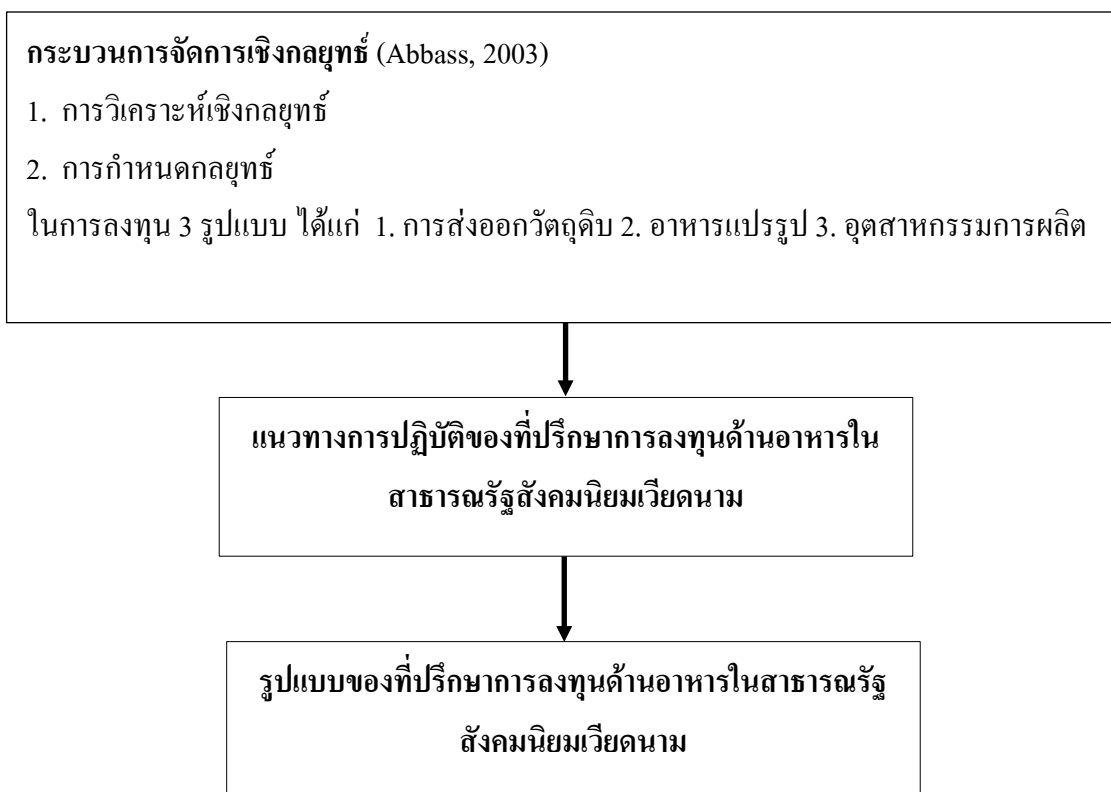 กระบวนการจัดการเชิงกลยุทธ์ (Abbass, 2003)
1. การวิเคราะห์เชิงกลยุทธ์
2. การกำหนดกลยุทธ์
ในการลงทุน 3 รูปแบบ ได้แก่ 1. การส่งออกวัตถุดิบ 2. อาหารแปรรูป 3. อุตสาหกรรมการผลิต
แนวทางการปฏิบัติของที่ปรึกษาการลงทุนด้านอาหารใน
สาธารณรัฐสังคมนิยมเวียดนาม
รูปแบบของที่ปรึกษาการลงทุนด้านอาหารในสาธารณรัฐ
สังคมนิยมเวียดนาม